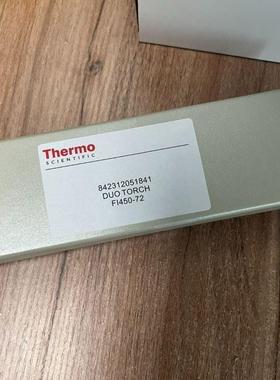 Thermo
SCIENTIFIC
842312051841
DUO TORCH
FI450-72